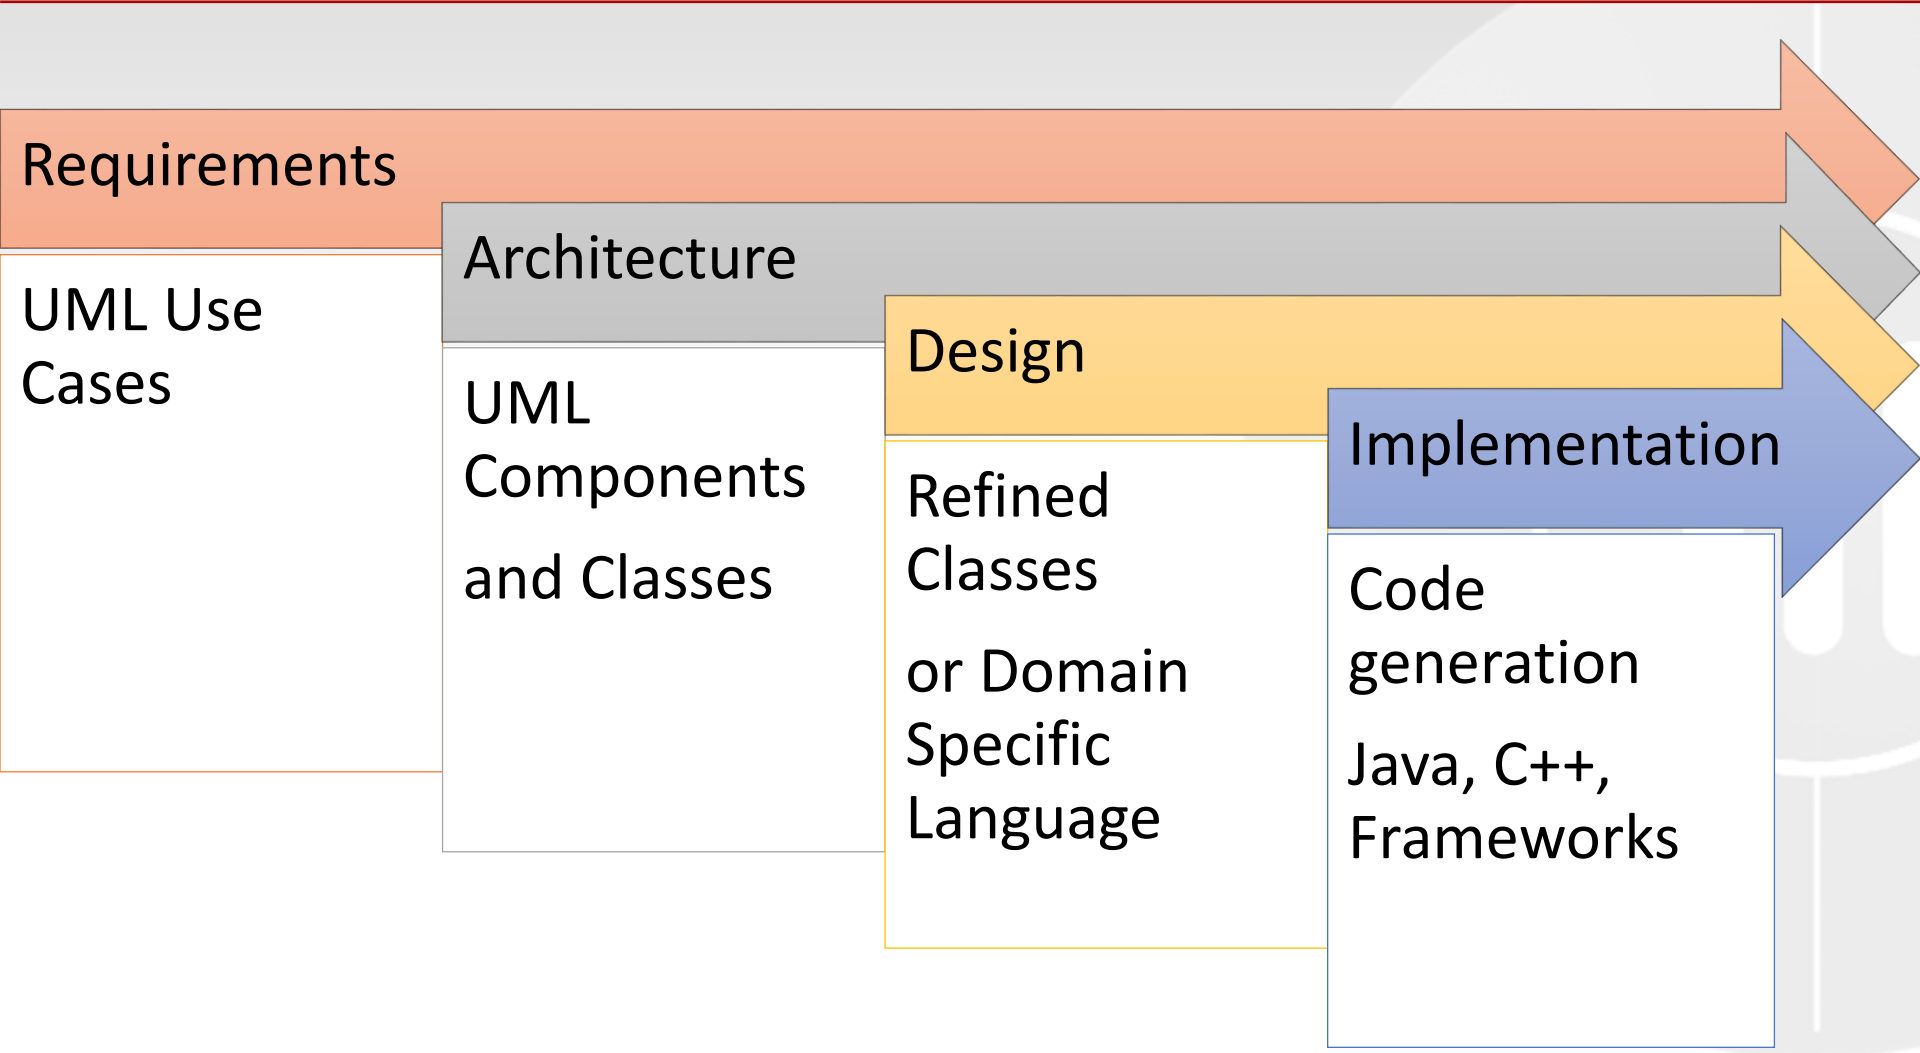 Requirements
UML Use
Cases
Architecture
UML
Components
and Classes
Design
Refined
Classes
or Domain
Specific
Language
Implementation
Code
generation
Java, C++,
Frameworks